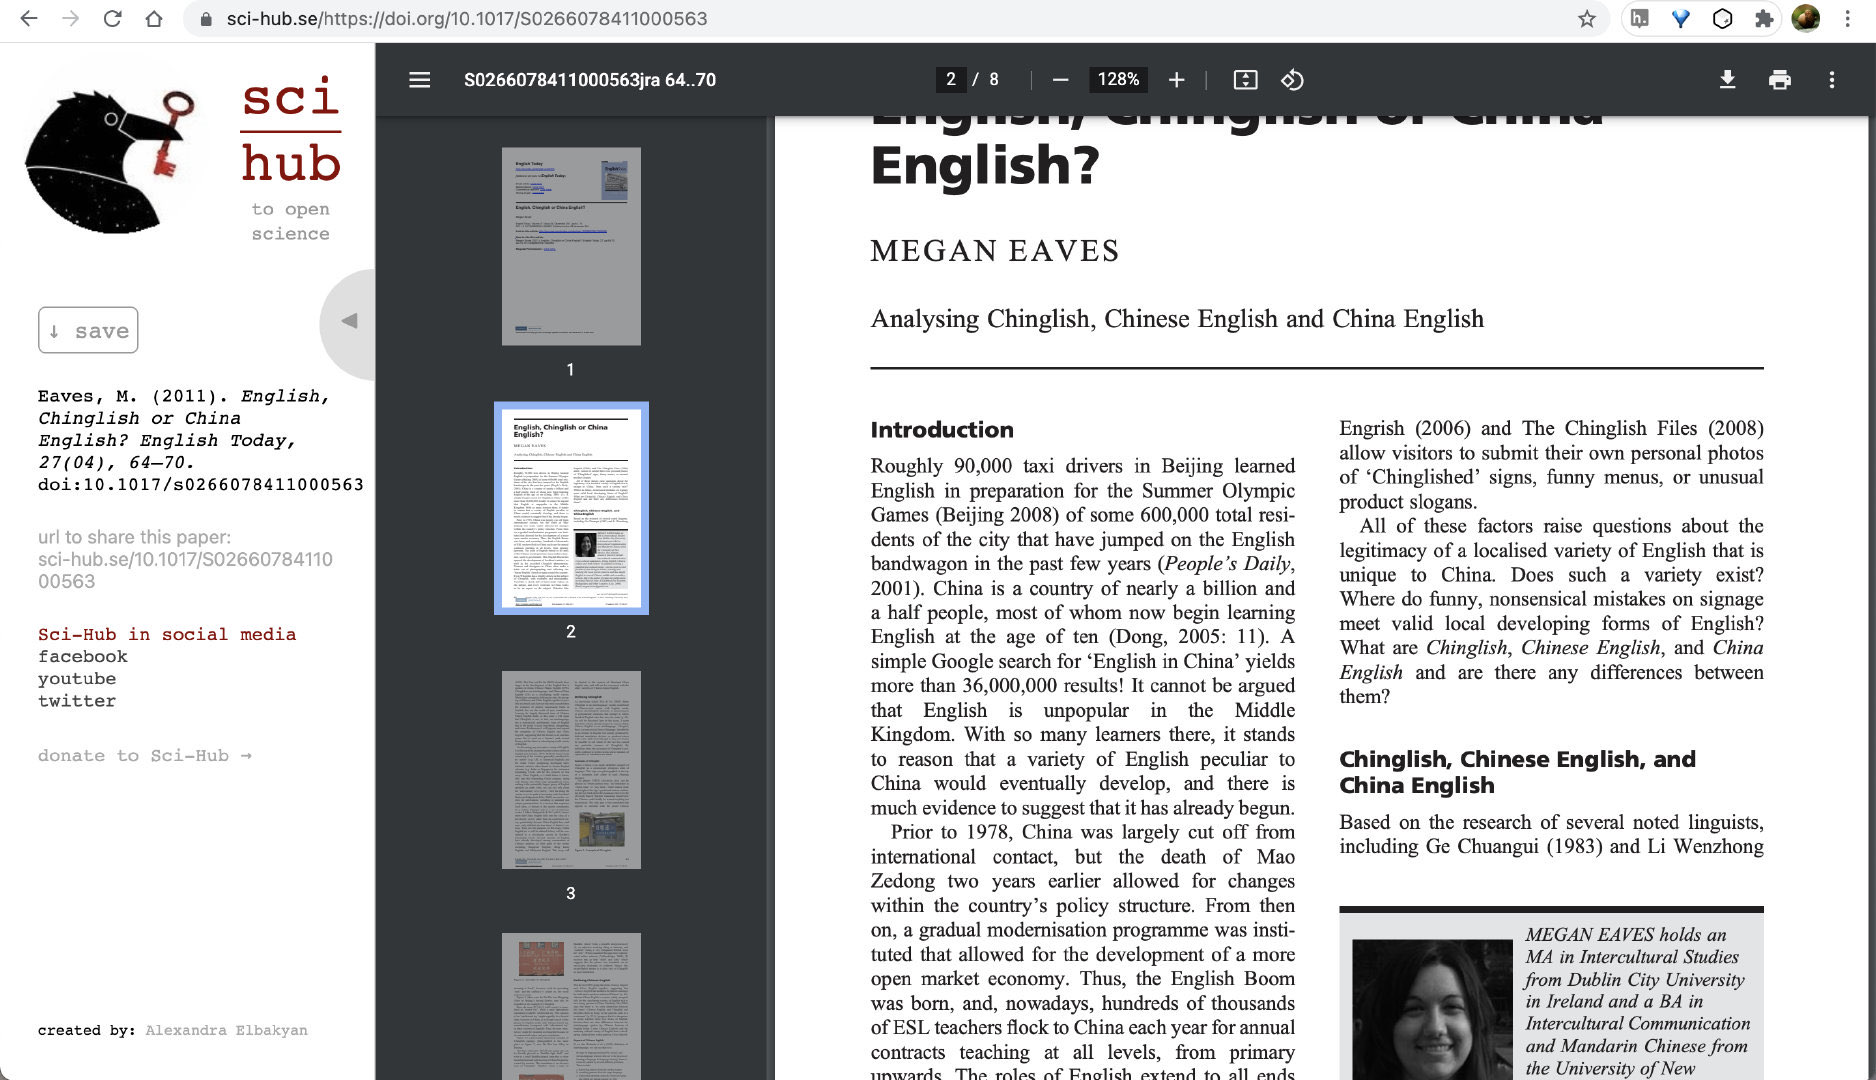 sci-hub.se/https://doi.org/10.1017/S0266078411000563
sci
hub
to open
science
↓ save
Eaves, M. (2011). English,
Chinglish or China
English? English Today,
27(04), 64–70.
doi:10.1017/s0266078411000563
url to share this paper:
sci-hub.se/10.1017/S02660784110
00563
Sci-Hub in social media
facebook
youtube
twitter
donate to Sci-Hub →
created by: Alexandra Elbakyan
S0266078411000563jra 64..70
2 / 8
128%
1
2
3
English, Chinglish or China
English?
MEGAN EAVES
Analysing Chinglish, Chinese English and China English
Introduction
Roughly 90,000 taxi drivers in Beijing learned
English in preparation for the Summer Olympic
Games (Beijing 2008) of some 600,000 total resi-
dents of the city that have jumped on the English
bandwagon in the past few years (People's Daily,
2001). China is a country of nearly a billion and
a half people, most of whom now begin learning
English at the age of ten (Dong, 2005: 11). A
simple Google search for 'English in China' yields
more than 36,000,000 results! It cannot be argued
that English is unpopular in the Middle
Kingdom. With so many learners there, it stands
to reason that a variety of English peculiar to
China would eventually develop, and there is
much evidence to suggest that it has already begun.
Prior to 1978, China was largely cut off from
international contact, but the death of Mao
Zedong two years earlier allowed for changes
within the country's policy structure. From then
on, a gradual modernisation programme was insti-
tuted that allowed for the development of a more
open market economy. Thus, the English Boom
was born, and, nowadays, hundreds of thousands
of ESL teachers flock to China each year for annual
contracts teaching at all levels, from primary
upwards. The roles of English extend to all ends
Engrish (2006) and The Chinglish Files (2008)
allow visitors to submit their own personal photos
of 'Chinglished' signs, funny menus, or unusual
product slogans.
All of these factors raise questions about the
legitimacy of a localised variety of English that is
unique to China. Does such a variety exist?
Where do funny, nonsensical mistakes on signage
meet valid local developing forms of English?
What are Chinglish, Chinese English, and China
English and are there any differences between
them?
Chinglish, Chinese English, and
China English
Based on the research of several noted linguists,
including Ge Chuangui (1983) and Li Wenzhong
MEGAN EAVES holds an
MA in Intercultural Studies
from Dublin City University
in Ireland and a BA in
Intercultural Communication
and Mandarin Chinese from
the University of New